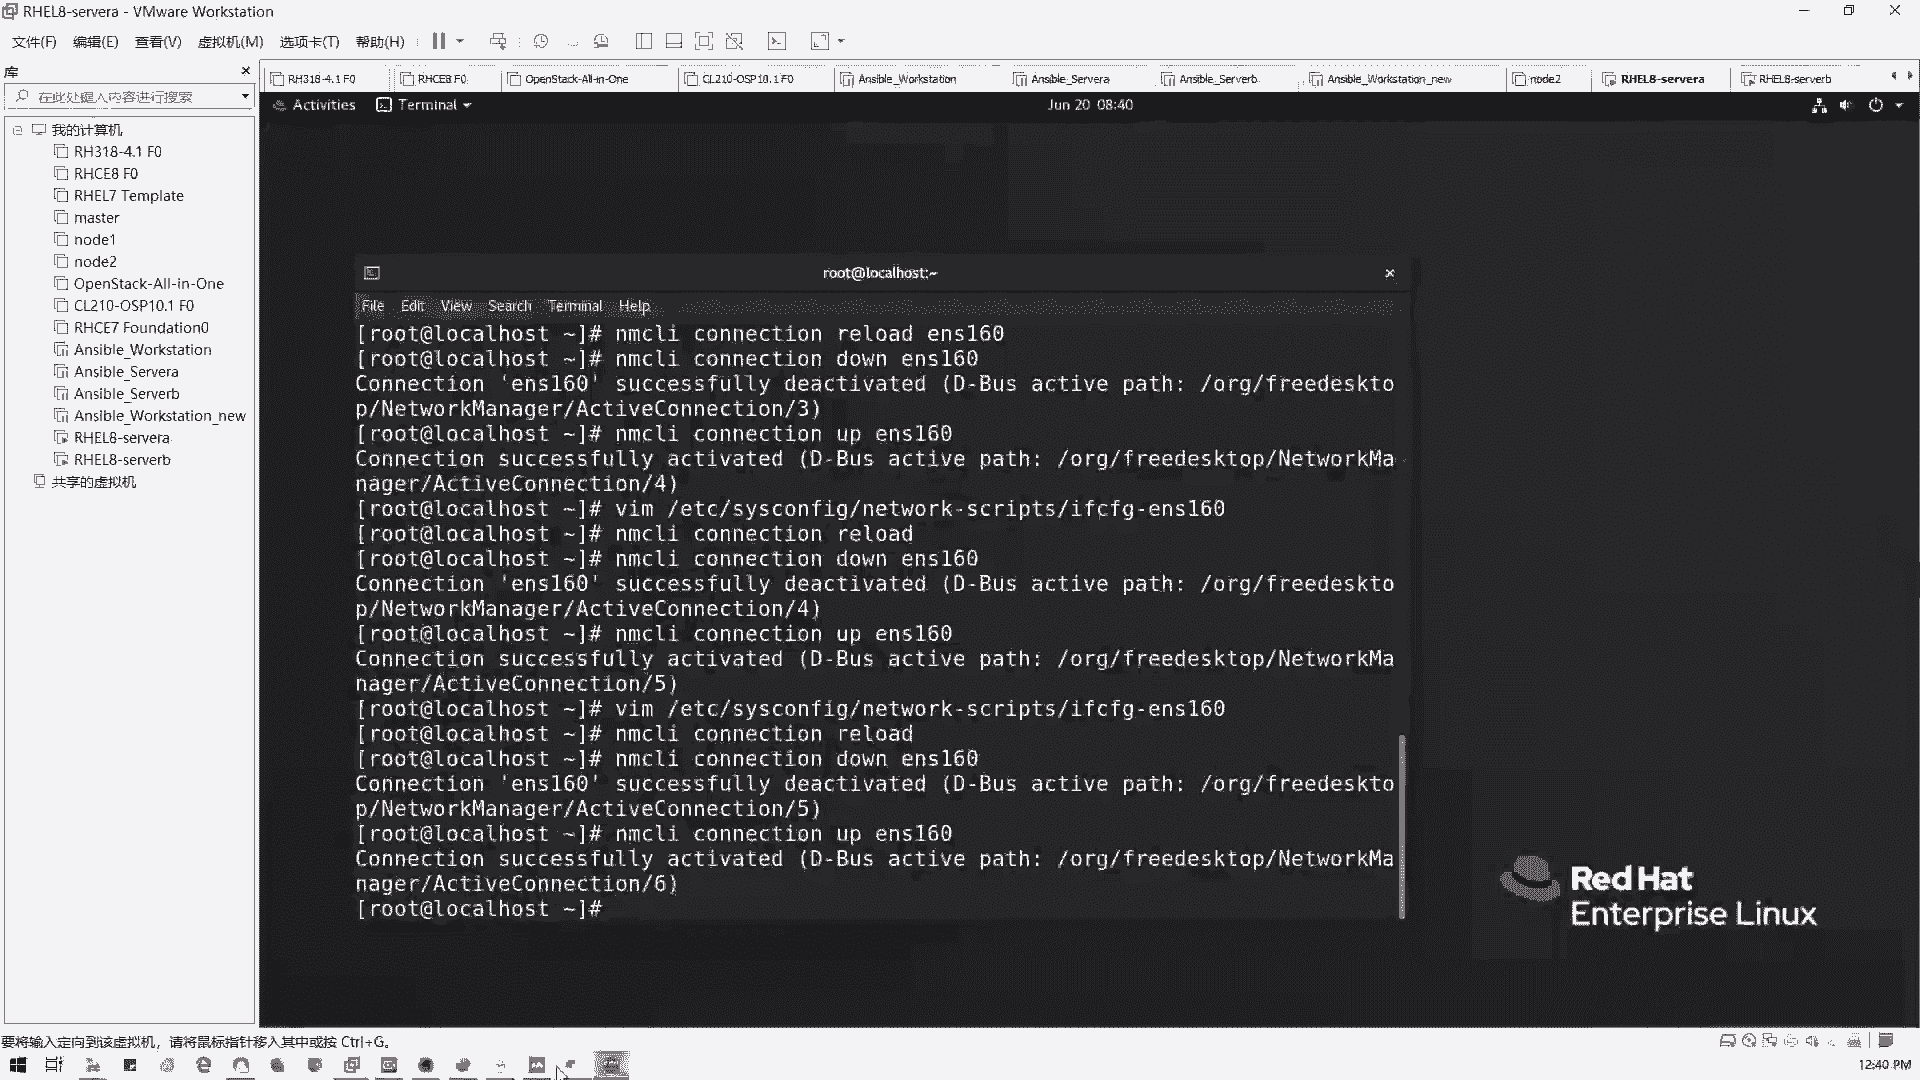 RHEL8-servera - VMware Workstation
文件(F) 编辑(E) 查看(V) 虚拟机(M) 选项卡(T) 帮助(H)
库
在此处键入内容进行搜索
我的计算机
RH318-4.1 F0
RHCE8 F0
RHEL7 Template
master
node1
node2
OpenStack-All-in-One
CL210-OSP10.1 F0
RHCE7 Foundation0
Ansible_Workstation
Ansible_Servera
Ansible_Serverb
Ansible_Workstation_new
RHEL8-servera
RHEL8-serverb
共享的虚拟机
RH318-4.1 F0 RHCE8 F0 OpenStack-All-in-One CL210-OSP10.1 F0 Ansible_Workstation Ansible_Servera Ansible_Serverb Ansible_Workstation_new node2 RHEL8-servera RHEL8-serverb
Activities Terminal Jun 20 08:40
root@localhost:~
File Edit View Search Terminal Help
[root@localhost ~]# nmcli connection reload ens160
[root@localhost ~]# nmcli connection down ens160
Connection 'ens160' successfully deactivated (D-Bus active path: /org/freedeskto
p/NetworkManager/ActiveConnection/3)
[root@localhost ~]# nmcli connection up ens160
Connection successfully activated (D-Bus active path: /org/freedesktop/NetworkMa
nager/ActiveConnection/4)
[root@localhost ~]# vim /etc/sysconfig/network-scripts/ifcfg-ens160
[root@localhost ~]# nmcli connection reload
[root@localhost ~]# nmcli connection down ens160
Connection 'ens160' successfully deactivated (D-Bus active path: /org/freedeskto
p/NetworkManager/ActiveConnection/4)
[root@localhost ~]# nmcli connection up ens160
Connection successfully activated (D-Bus active path: /org/freedesktop/NetworkMa
nager/ActiveConnection/5)
[root@localhost ~]# vim /etc/sysconfig/network-scripts/ifcfg-ens160
[root@localhost ~]# nmcli connection reload
[root@localhost ~]# nmcli connection down ens160
Connection 'ens160' successfully deactivated (D-Bus active path: /org/freedeskto
p/NetworkManager/ActiveConnection/5)
[root@localhost ~]# nmcli connection up ens160
Connection successfully activated (D-Bus active path: /org/freedesktop/NetworkMa
nager/ActiveConnection/6)
[root@localhost ~]#
Red Hat
Enterprise Linux
要将输入定向到该虚拟机，请将鼠标指针移入其中或按 Ctrl+G。
12:40 PM